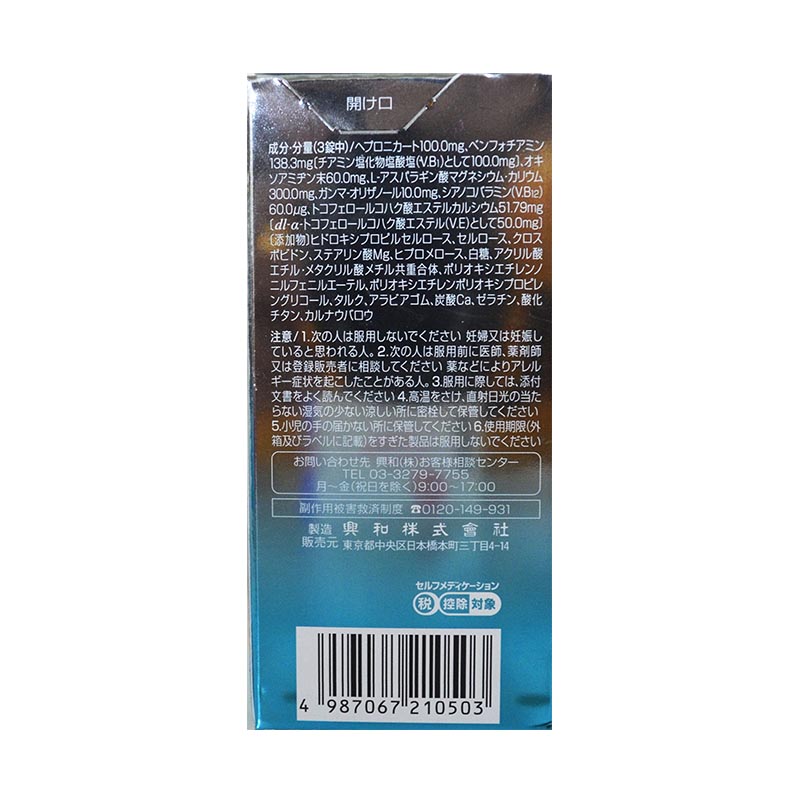 開け口
成分・分量(3錠中)/ヘプロニカート100.0mg、ベンフォチアミン
138.3mg〔チアミン塩化物塩酸塩(V.B1)として100.0mg〕、オキ
ソアミヂン末60.0mg、L-アスパラギン酸マグネシウム・カリウム
300.0mg、ガンマ-オリザノール10.0mg、シアノコバラミン(V.B12)
60.0μg、トコフェロールコハク酸エステルカルシウム51.79mg
〔dl-α-トコフェロールコハク酸エステル(V.E)として50.0mg〕
〔添加物〕ヒドロキシプロピルセルロース、セルロース、クロス
ポビドン、ステアリン酸Mg、ヒプロメロース、白糖、アクリル酸
エチル・メタクリル酸メチル共重合体、ポリオキシエチレンノ
ニルフェニルエーテル、ポリオキシエチレンポリオキシプロピレ
ングリコール、タルク、アラビアゴム、炭酸Ca、ゼラチン、酸化
チタン、カルナウバロウ
注意/1.次の人は服用しないでください 妊婦又は妊娠し
ていると思われる人。2.次の人は服用前に医師、薬剤師
又は登録販売者に相談してください 薬などによりアレル
ギー症状を起こしたことがある人。3.服用に際しては、添付
文書をよく読んでください 4.高温をさけ、直射日光の当た
らない湿気の少ない涼しい所に密栓して保管してください
5.小児の手の届かない所に保管してください 6.使用期限(外
箱及びラベルに記載)をすぎた製品は服用しないでください
お問い合わせ先 興和(株)お客様相談センター
TEL 03-3279-7755
月～金(祝日を除く)9:00～17:00
副作用被害救済制度 ☎0120-149-931
製造販売元 興和株式會社
東京都中央区日本橋本町三丁目4-14
セルフメディケーション
税 控除 対象
4 987067 210503